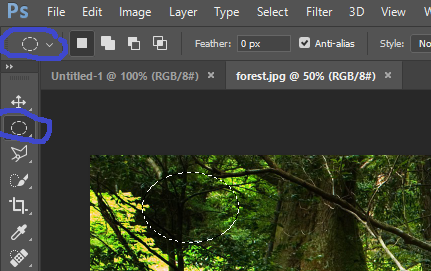 Ps File Edit Image Layer Type Select Filter 3D View
Feather: 0 px Anti-alias Style: No
Untitled-1 @ 100% (RGB/8#) × forest.jpg @ 50% (RGB/8#) ×